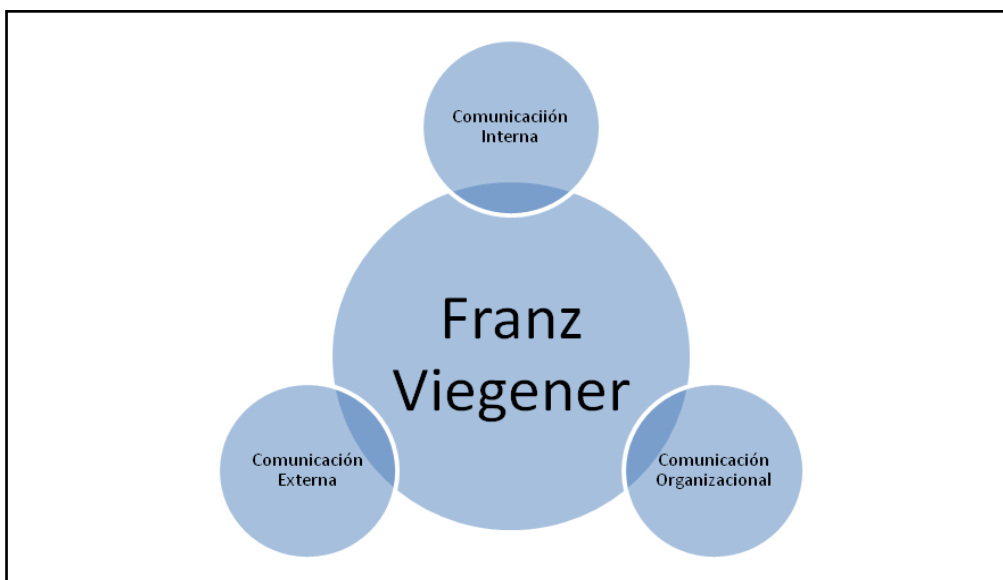 Comunicaciión
Interna
Franz
Viegener
Comunicación
Externa
Comunicación
Organizacional